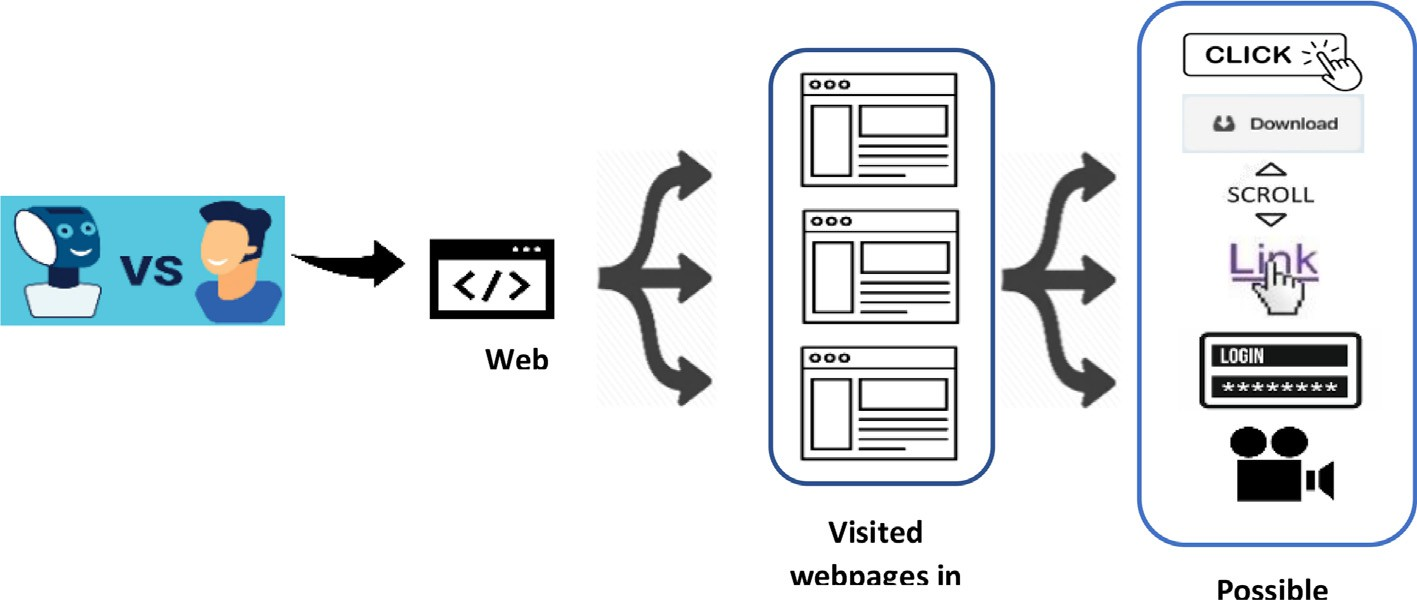 VS
</>
Web
Visited
webpages in
CLICK
Download
SCROLL
Link
LOGIN
********
Possible